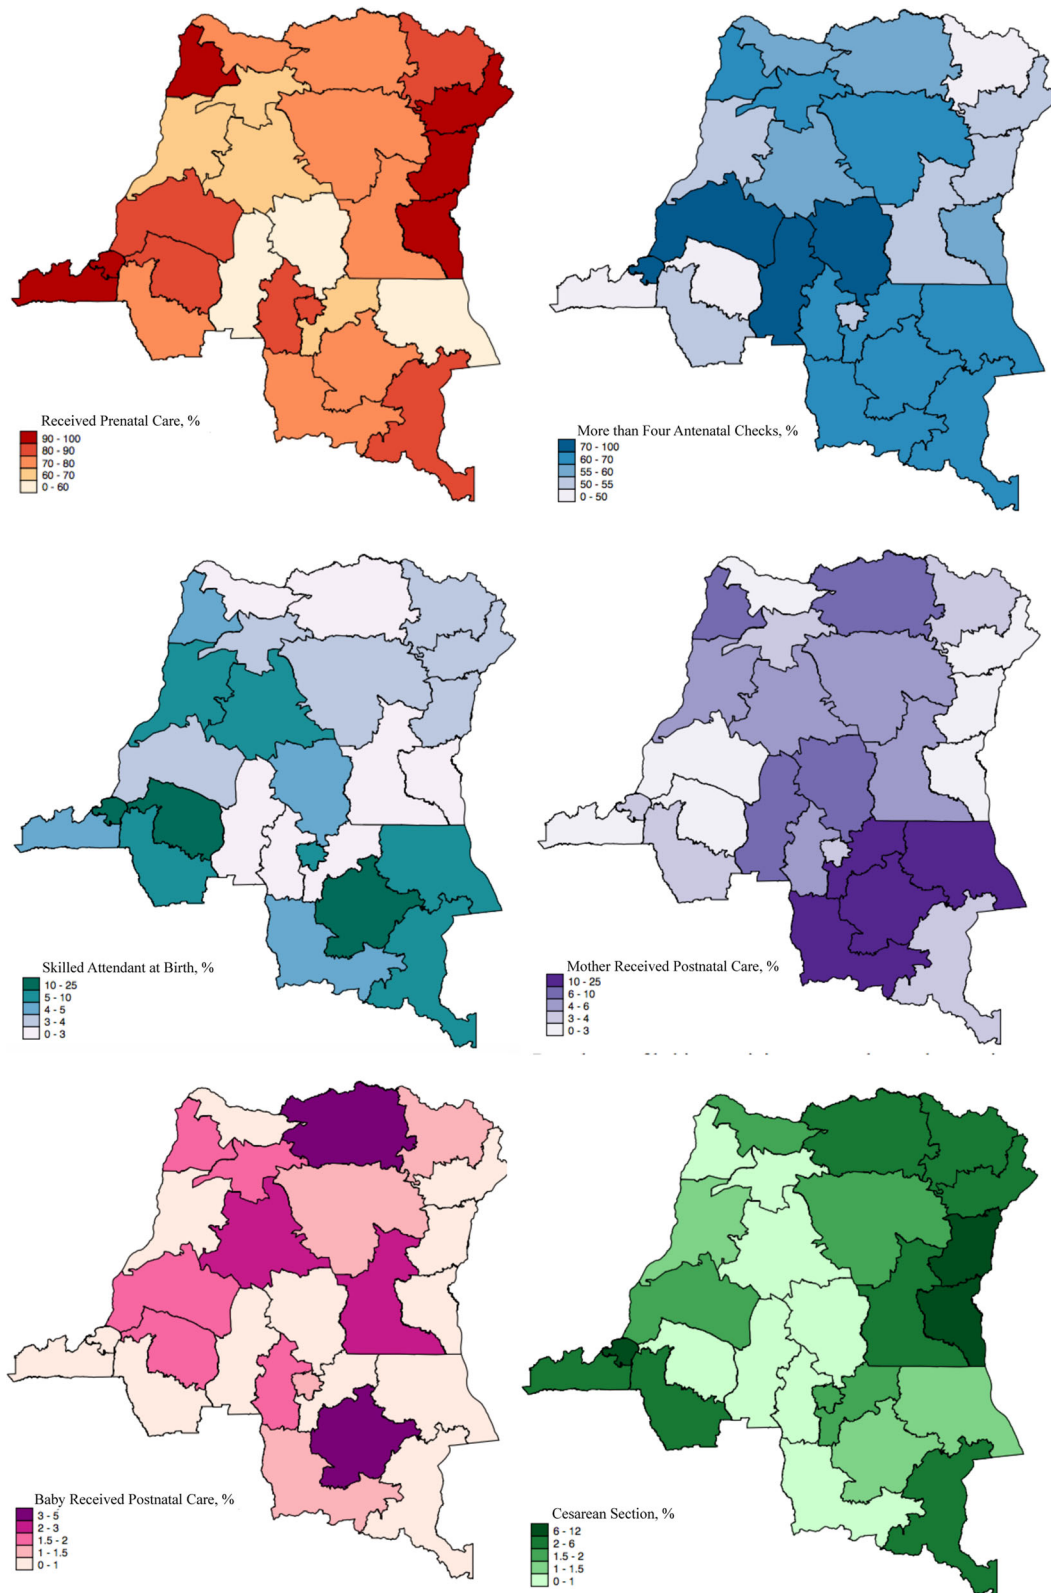 Received Prenatal Care, %
90 - 100
80 - 90
70 - 80
60 - 70
0 - 60
More than Four Antenatal Checks, %
70 - 100
60 - 70
55 - 60
50 - 55
0 - 50
Skilled Attendant at Birth, %
10 - 25
5 - 10
4 - 5
3 - 4
0 - 3
Mother Received Postnatal Care, %
10 - 25
6 - 10
4 - 6
3 - 4
0 - 3
Baby Received Postnatal Care, %
3 - 5
2 - 3
1.5 - 2
1 - 1.5
0 - 1
Cesarean Section, %
6 - 12
2 - 6
1.5 - 2
1 - 1.5
0 - 1